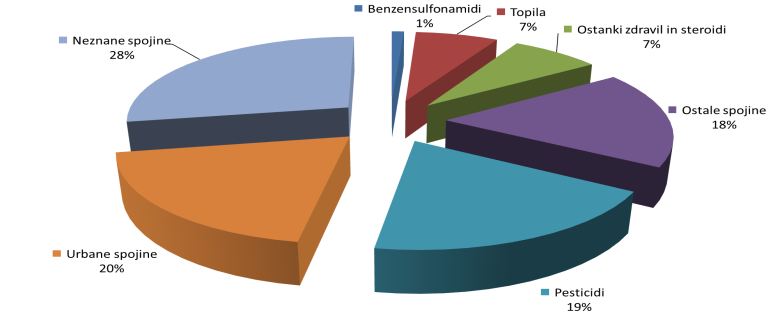 Benzensulfonamidi
1%
Topila
7%
Ostanki zdravil in steroidi
7%
Ostale spojine
18%
Pesticidi
19%
Urbane spojine
20%
Neznane spojine
28%